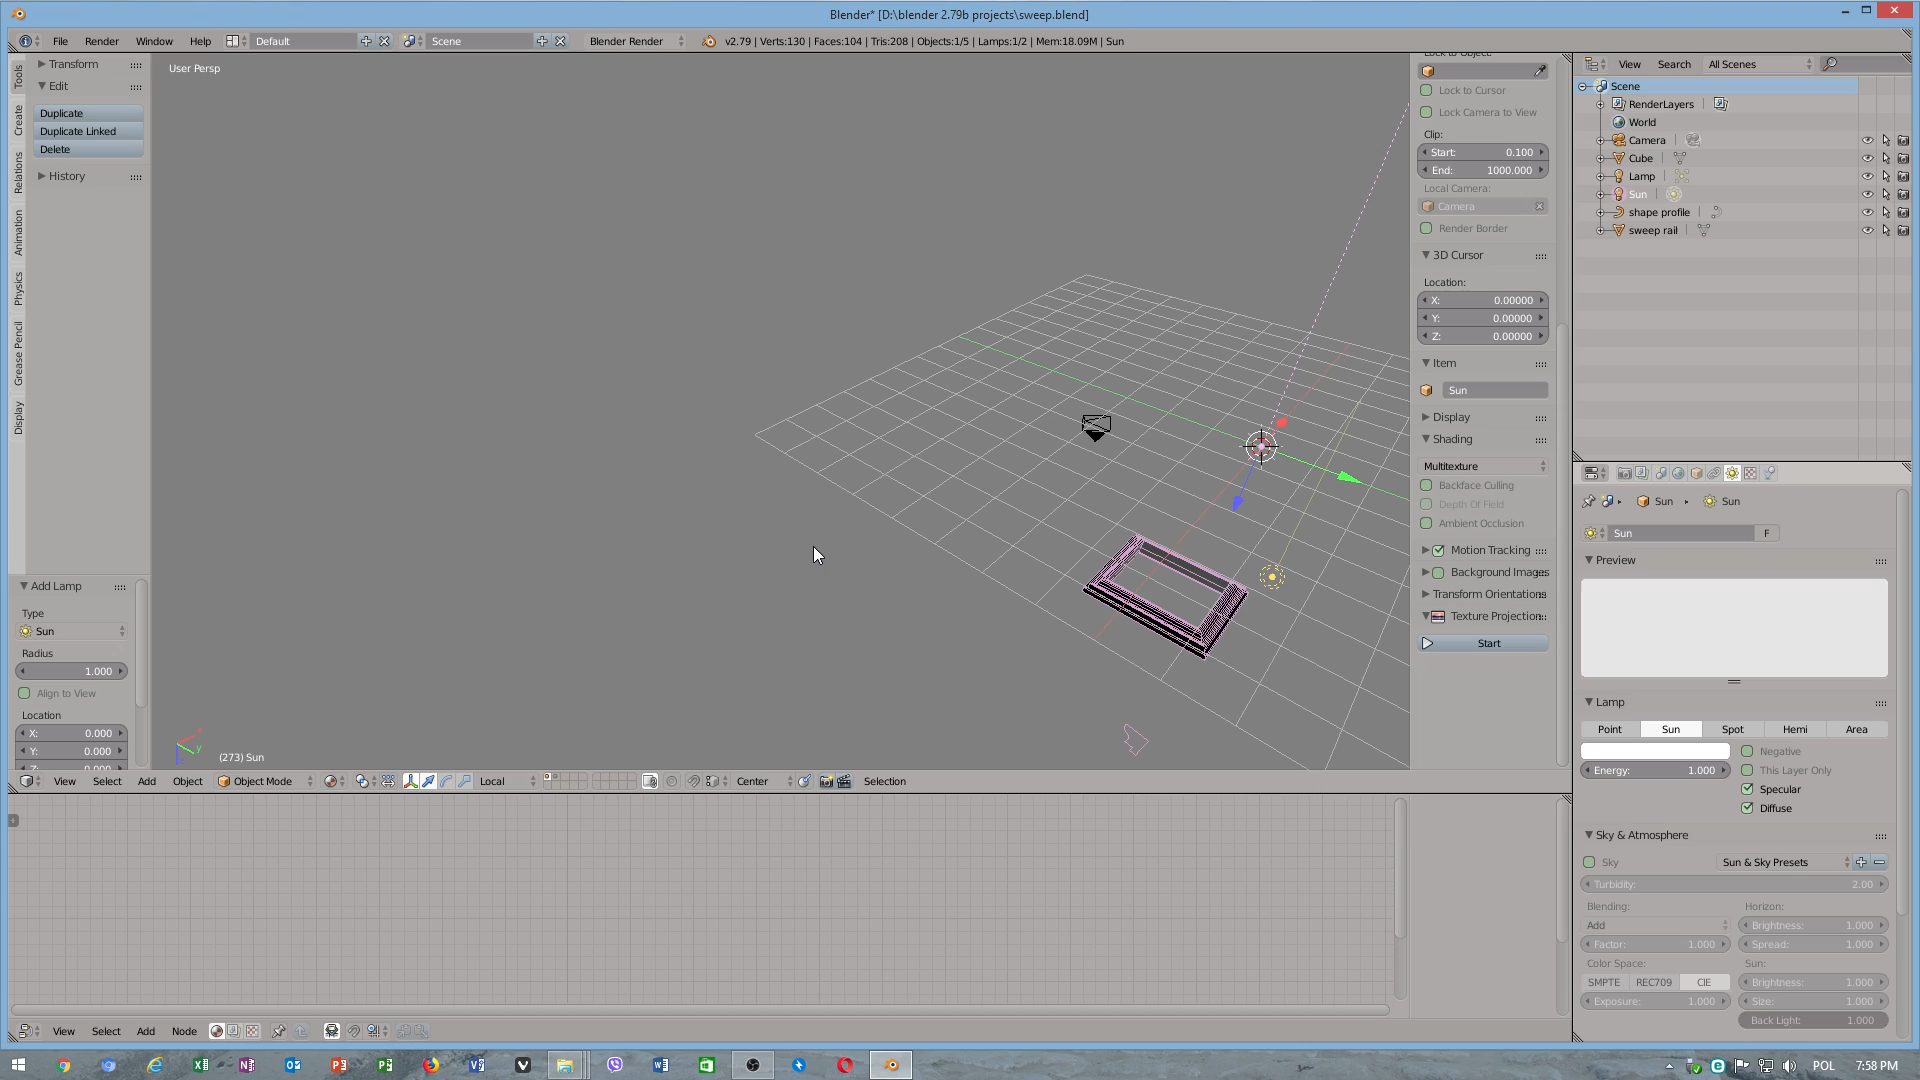 Blender* [D:\blender 2.79b projects\sweep.blend]
File Render Window Help Default Scene Blender Render v2.79 | Verts:130 | Faces:104 | Tris:208 | Objects:1/5 | Lamps:1/2 | Mem:18.09M | Sun
Tools
Create
Relations
Animation
Physics
Grease Pencil
Display
Transform
Edit
Duplicate
Duplicate Linked
Delete
History
Add Lamp
Type
Sun
Radius
1.000
Align to View
Location
X: 0.000
Y: 0.000
Z: 0.000
User Persp
x
y
(273) Sun
Lock to Object:
Lock to Cursor
Lock Camera to View
Clip:
Start: 0.100
End: 1000.000
Local Camera:
Camera
Render Border
3D Cursor
Location:
X: 0.00000
Y: 0.00000
Z: 0.00000
Item
Sun
Display
Shading
Multitexture
Backface Culling
Depth Of Field
Ambient Occlusion
Motion Tracking
Background Images
Transform Orientations
Texture Projection
Start
View Search All Scenes
Scene
RenderLayers
World
Camera
Cube
Lamp
Sun
shape profile
sweep rail
Sun Sun
Sun F
Preview
Lamp
Point Sun Spot Hemi Area
Negative
Energy: 1.000 This Layer Only
Specular
Diffuse
Sky & Atmosphere
Sky Sun & Sky Presets
Turbidity: 2.00
Blending: Horizon:
Add Brightness: 1.000
Factor: 1.000 Spread: 1.000
Color Space: Sun:
SMPTE REC709 CIE Brightness: 1.000
Exposure: 1.000 Size: 1.000
Back Light: 1.000
View Select Add Object Object Mode Local Center Selection
View Select Add Node
POL 7:58 PM